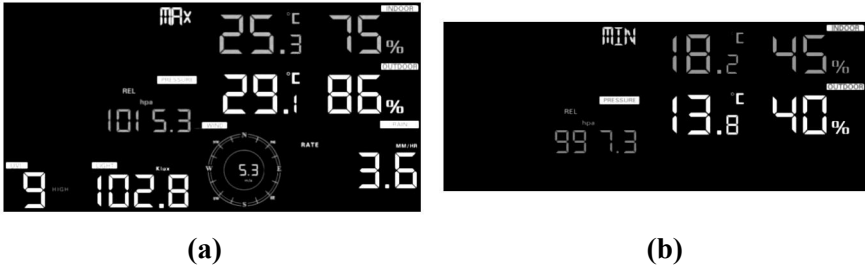 MAX 25.3 °C 75% INDOOR
PRESSURE 29.1 °C 86% OUTDOOR
REL hpa 1015.3
RATE MM/HR RAIN
9 HIGH LIGHT Klux 102.8 N E S W 5.3 m/s 3.6
(a)
MIN 18.2 C 45% INDOOR
PRESSURE 13.8 °C 40% OUTDOOR
REL hpa 997.3
(b)